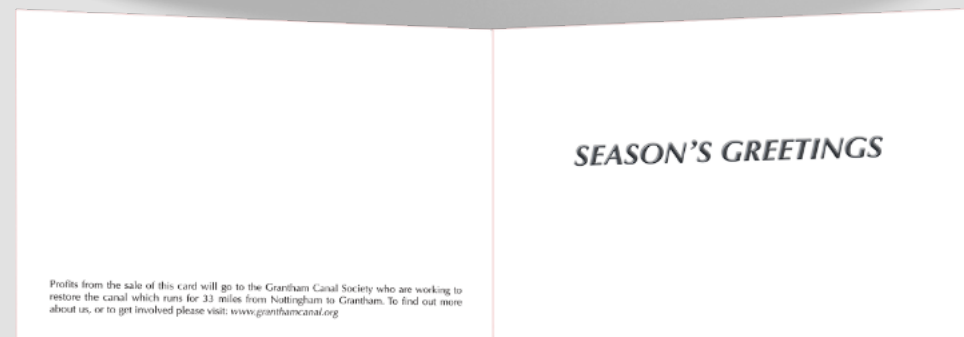 Profits from the sale of this card will go to the Grantham Canal Society who are working to
restore the canal which runs for 33 miles from Nottingham to Grantham. To find out more
about us, or to get involved please visit: www.granthamcanal.org
SEASON'S GREETINGS